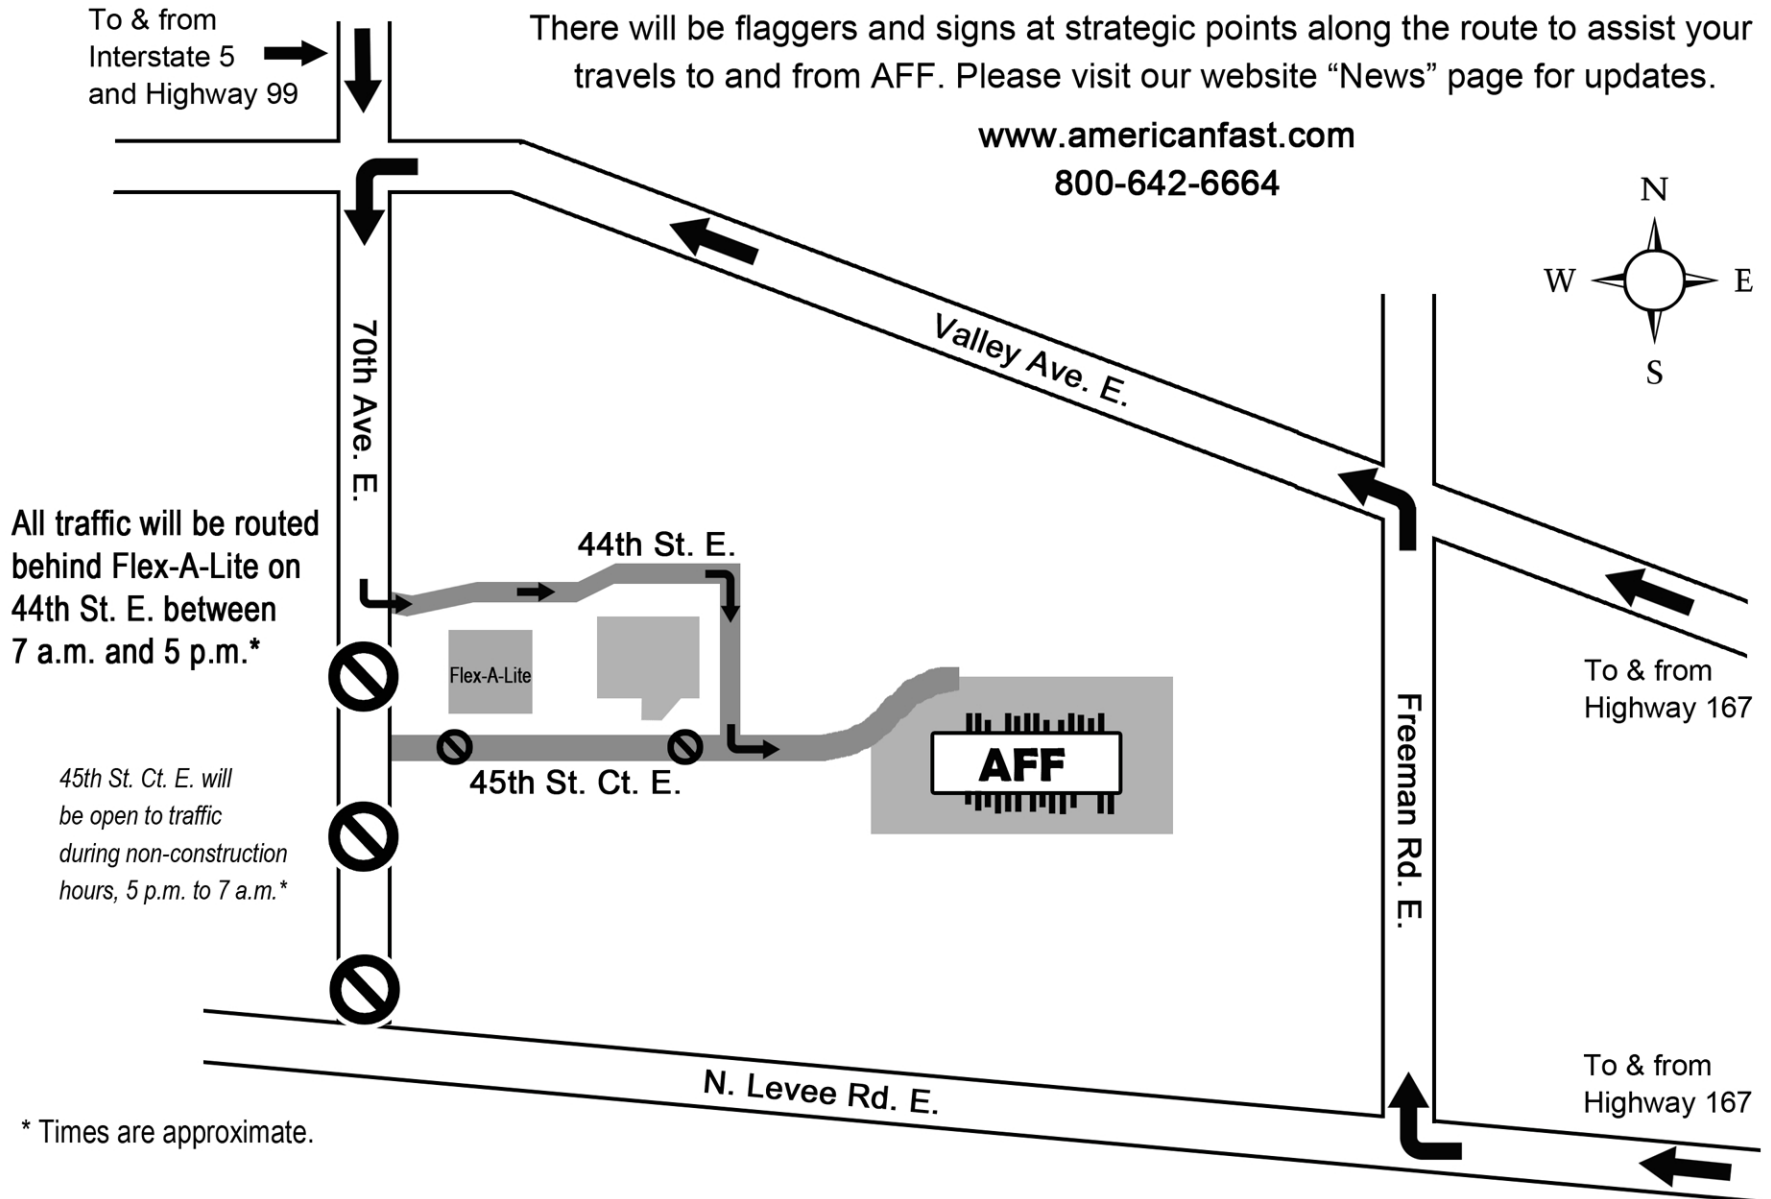 To & from
Interstate 5
and Highway 99
There will be flaggers and signs at strategic points along the route to assist your
travels to and from AFF. Please visit our website “News” page for updates.
www.americanfast.com
800-642-6664
N
W
E
S
70th Ave. E.
Valley Ave. E.
All traffic will be routed
behind Flex-A-Lite on
44th St. E. between
7 a.m. and 5 p.m.*
44th St. E.
Flex-A-Lite
To & from
Highway 167
45th St. Ct. E.
AFF
Freeman Rd. E.
45th St. Ct. E. will
be open to traffic
during non-construction
hours, 5 p.m. to 7 a.m.*
N. Levee Rd. E.
To & from
Highway 167
* Times are approximate.